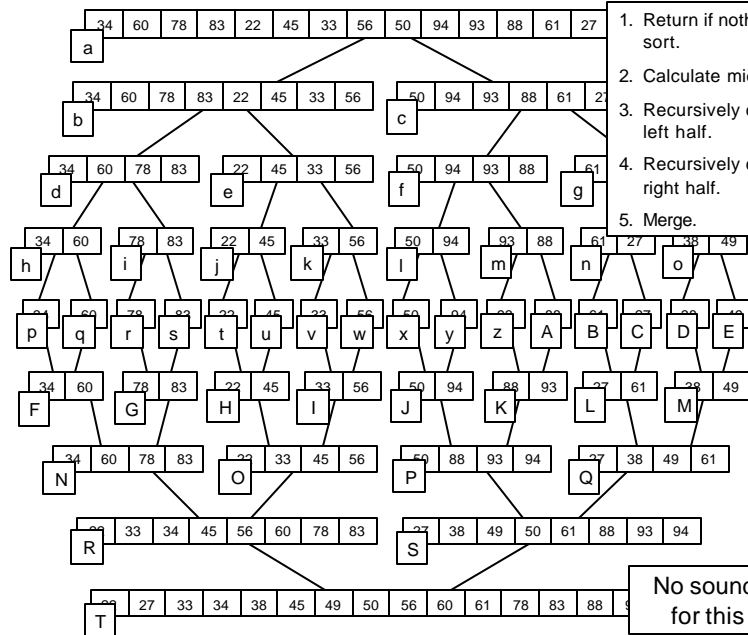 34 60 78 83 22 45 33 56 50 94 93 88 61 27
a
1. Return if noth
sort.
2. Calculate mid
3. Recursively c
left half.
4. Recursively c
right half.
5. Merge.
34 60 78 83 22 45 33 56
b
50 94 93 88 61 27
c
34 60 78 83
d
22 45 33 56
e
50 94 93 88
f
61
g
34 60
h
78 83
i
22 45
j
33 56
k
50 94
l
93 88
m
61 27
n
38 49
o
p q r s t u v w x y z A B C D E
34 60
F
78 83
G
22 45
H
33 56
I
50 94
J
88 93
K
27 61
L
38 49
M
34 60 78 83
N
22 33 45 56
O
50 88 93 94
P
27 38 49 61
Q
33 34 45 56 60 78 83
R
27 38 49 50 61 88 93 94
S
27 33 34 38 45 49 50 56 60 61 78 83 88
T
No sound
for this